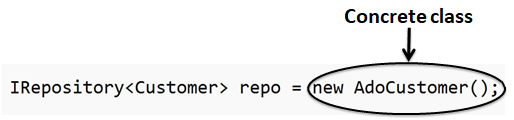 Concrete class
IRepository<Customer> repo = new AdoCustomer();